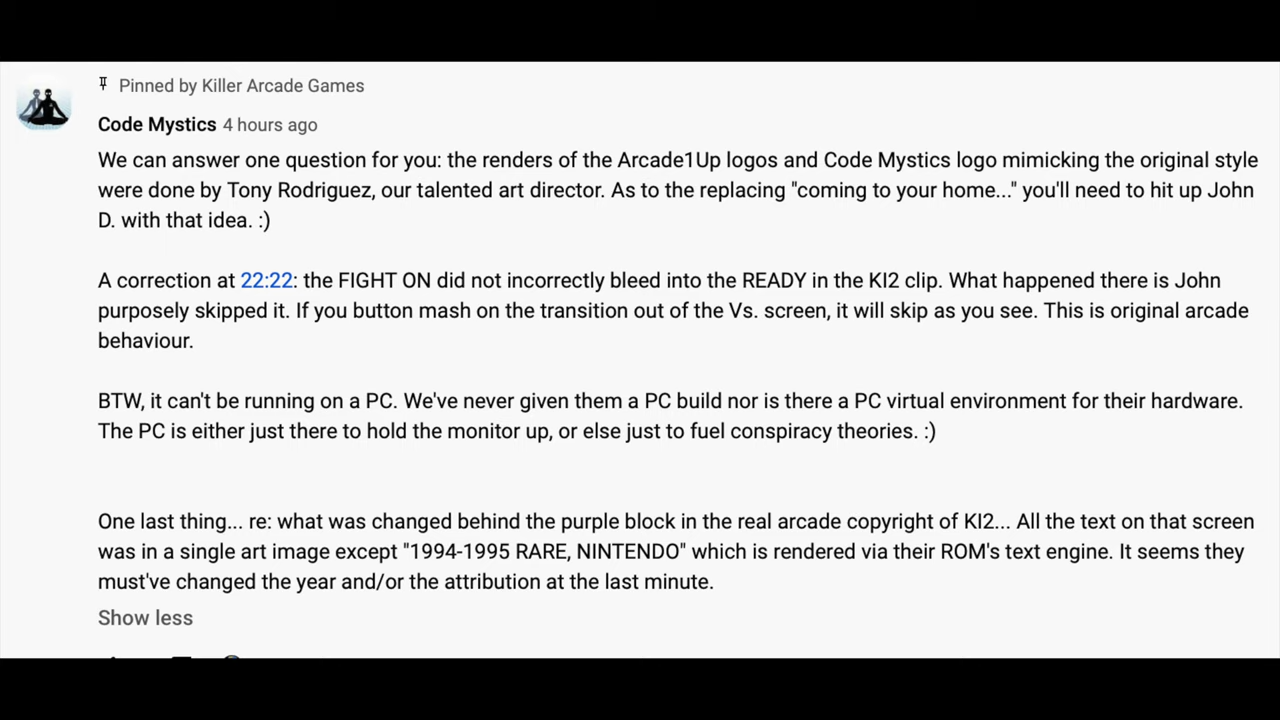 Pinned by Killer Arcade Games
Code Mystics 4 hours ago
We can answer one question for you: the renders of the Arcade1Up logos and Code Mystics logo mimicking the original style
were done by Tony Rodriguez, our talented art director. As to the replacing "coming to your home..." you'll need to hit up John
D. with that idea. :)
A correction at 22:22: the FIGHT ON did not incorrectly bleed into the READY in the KI2 clip. What happened there is John
purposely skipped it. If you button mash on the transition out of the Vs. screen, it will skip as you see. This is original arcade
behaviour.
BTW, it can't be running on a PC. We've never given them a PC build nor is there a PC virtual environment for their hardware.
The PC is either just there to hold the monitor up, or else just to fuel conspiracy theories. :)
One last thing... re: what was changed behind the purple block in the real arcade copyright of KI2... All the text on that screen
was in a single art image except "1994-1995 RARE, NINTENDO" which is rendered via their ROM's text engine. It seems they
must've changed the year and/or the attribution at the last minute.
Show less